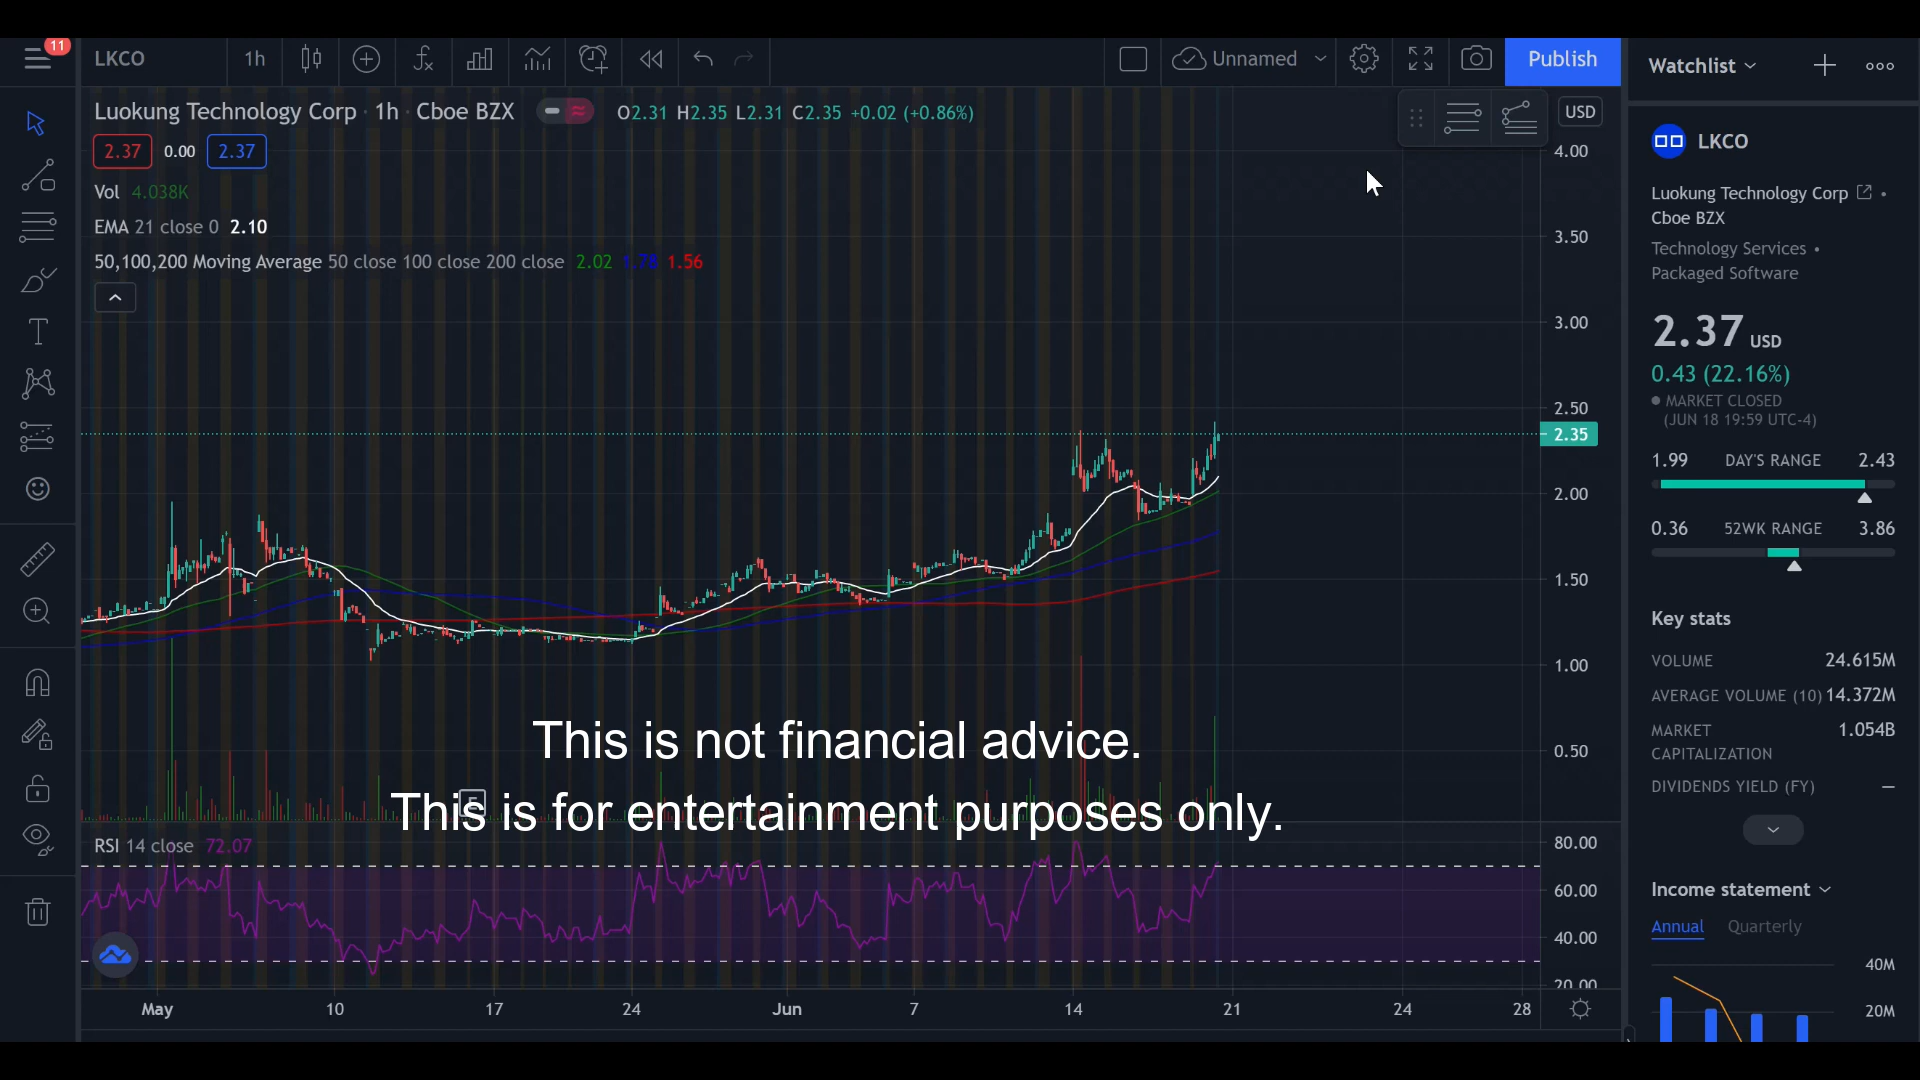 11
LKCO
1h
Unnamed
Publish
Watchlist
Luokung Technology Corp · 1h · Cboe BZX
O2.31 H2.35 L2.31 C2.35 +0.02 (+0.86%)
USD
2.37 0.00 2.37
Vol 4.038K
EMA 21 close 0 2.10
50,100,200 Moving Average 50 close 100 close 200 close 2.02 1.78 1.56
4.00
3.50
3.00
2.50
2.35
2.00
1.50
1.00
0.50
This is not financial advice.
This is for entertainment purposes only.
E
RSI 14 close 72.07
80.00
60.00
40.00
20.00
May 10 17 24 Jun 7 14 21 24 28
LKCO
Luokung Technology Corp •
Cboe BZX
Technology Services •
Packaged Software
2.37 USD
0.43 (22.16%)
MARKET CLOSED
(JUN 18 19:59 UTC-4)
1.99 DAY'S RANGE 2.43
0.36 52WK RANGE 3.86
Key stats
VOLUME 24.615M
AVERAGE VOLUME (10) 14.372M
MARKET CAPITALIZATION 1.054B
DIVIDENDS YIELD (FY) —
Income statement
Annual Quarterly
40M
20M